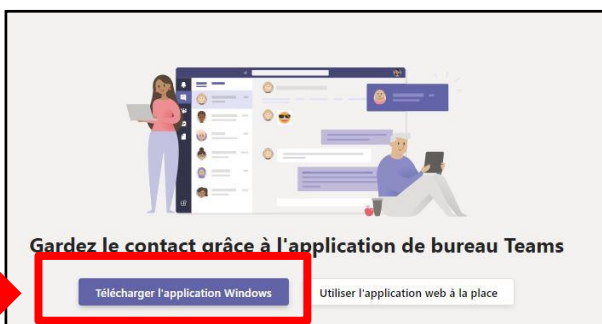 Gardez le contact grâce à l'application de bureau Teams
Télécharger l'application Windows
Utiliser l'application web à la place